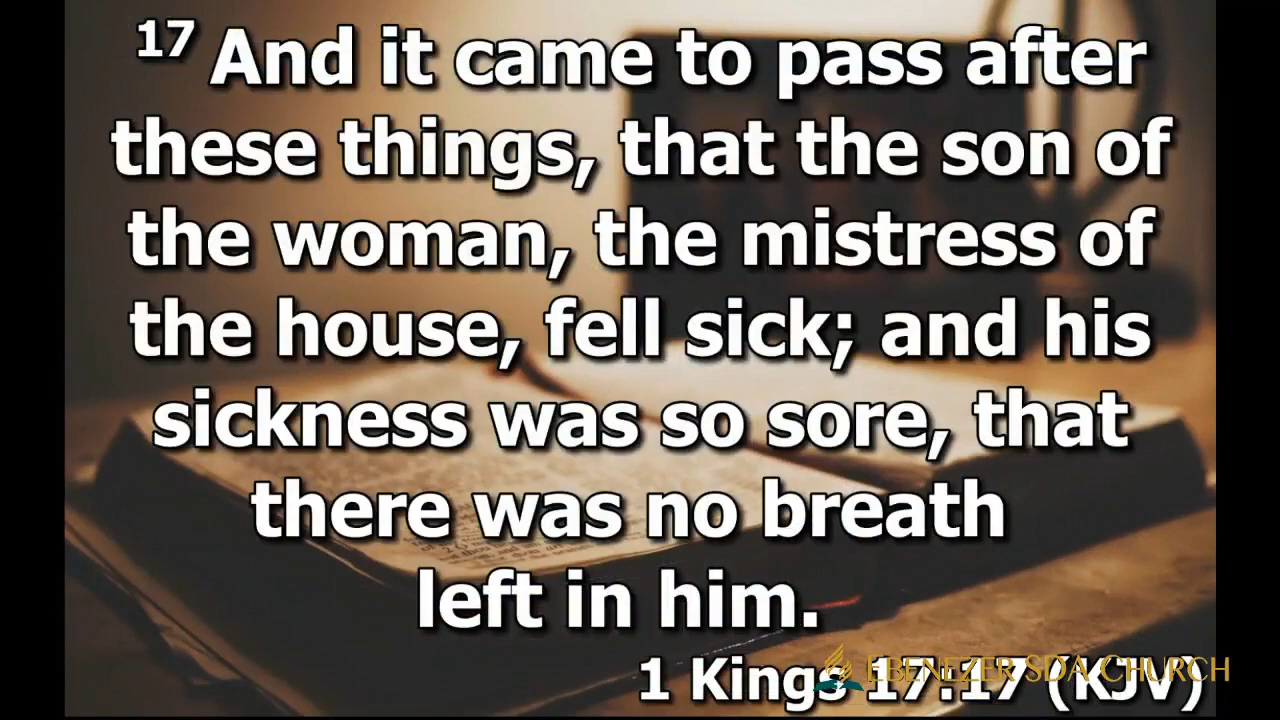 17 And it came to pass after
these things, that the son of
the woman, the mistress of
the house, fell sick; and his
sickness was so sore, that
there was no breath
left in him.
1 Kings 17:17 (KJV)
EBENEZER SDA CHURCH